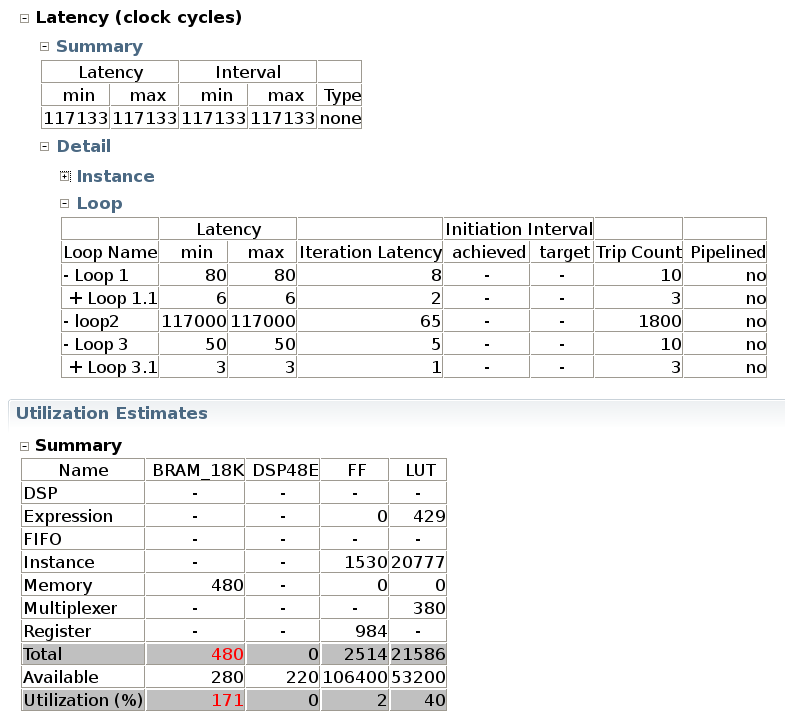 Latency (clock cycles)
Summary
Latency Interval
min max min max Type
117133 117133 117133 117133 none
Detail
Instance
Loop
Latency Initiation Interval
Loop Name min max Iteration Latency achieved target Trip Count Pipelined
- Loop 1 80 80 8 - - 10 no
+ Loop 1.1 6 6 2 - - 3 no
- loop2 117000 117000 65 - - 1800 no
- Loop 3 50 50 5 - - 10 no
+ Loop 3.1 3 3 1 - - 3 no
Utilization Estimates
Summary
Name BRAM_18K DSP48E FF LUT
DSP - - - -
Expression - - 0 429
FIFO - - - -
Instance - - 1530 20777
Memory 480 - 0 0
Multiplexer - - - 380
Register - - 984 -
Total 480 0 2514 21586
Available 280 220 106400 53200
Utilization (%) 171 0 2 40